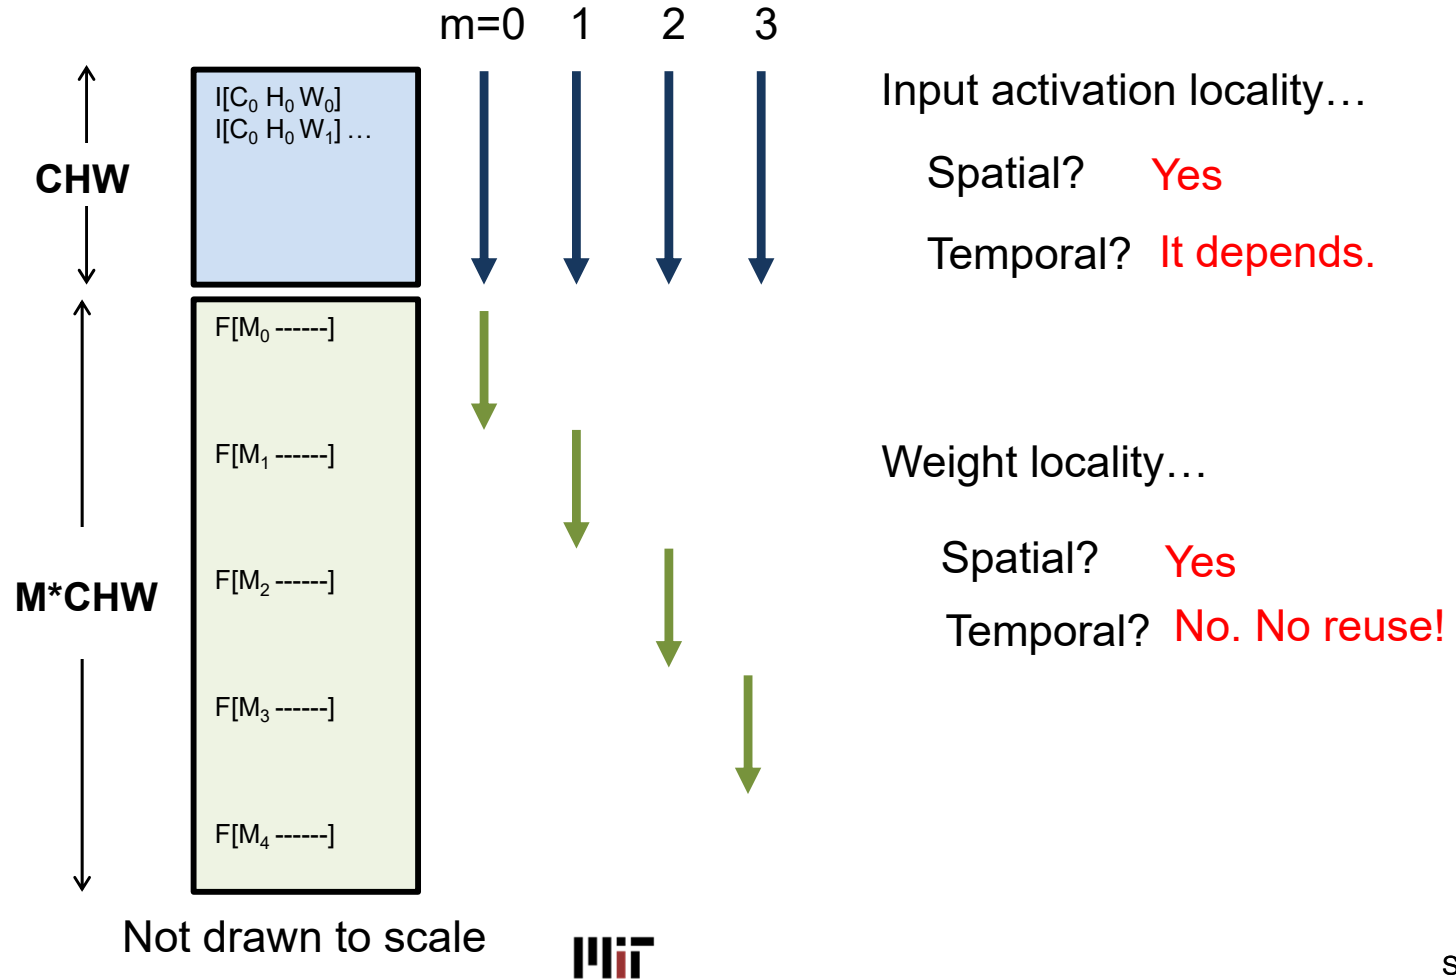 m=0 1 2 3
I[C₀ H₀ W₀]
I[C₀ H₀ W₁] …
CHW
Input activation locality…
Spatial? Yes
Temporal? It depends.
F[M₀ ------]
F[M₁ ------]
F[M₂ ------]
F[M₃ ------]
F[M₄ ------]
M*CHW
Weight locality…
Spatial? Yes
Temporal? No. No reuse!
Not drawn to scale
MIT
s